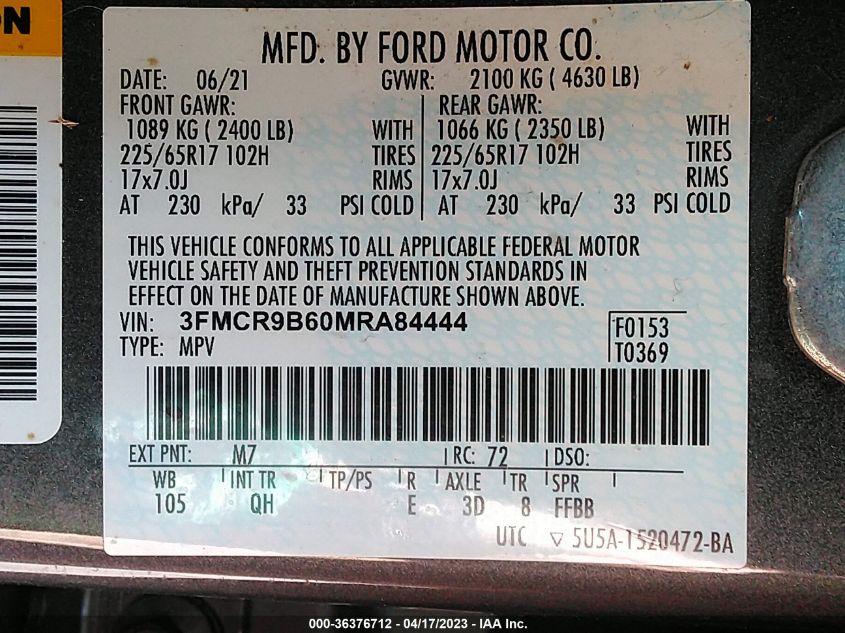 ON
MFD. BY FORD MOTOR CO.
DATE: 06/21 GVWR: 2100 KG ( 4630 LB)
FRONT GAWR: REAR GAWR:
1089 KG ( 2400 LB) WITH 1066 KG ( 2350 LB) WITH
225/65R17 102H TIRES 225/65R17 102H TIRES
17x7.0J RIMS 17x7.0J RIMS
AT 230 kPa/ 33 PSI COLD AT 230 kPa/ 33 PSI COLD
THIS VEHICLE CONFORMS TO ALL APPLICABLE FEDERAL MOTOR
VEHICLE SAFETY AND THEFT PREVENTION STANDARDS IN
EFFECT ON THE DATE OF MANUFACTURE SHOWN ABOVE.
VIN: 3FMCR9B60MRA84444 F0153
TYPE: MPV T0369
EXT PNT: M7 RC: 72 DSO:
WB INT TR TP/PS R AXLE TR SPR
105 QH E 3D 8 FFBB
UTC ▽ 5U5A-1520472-BA
000-36376712 - 04/17/2023 - IAA Inc.